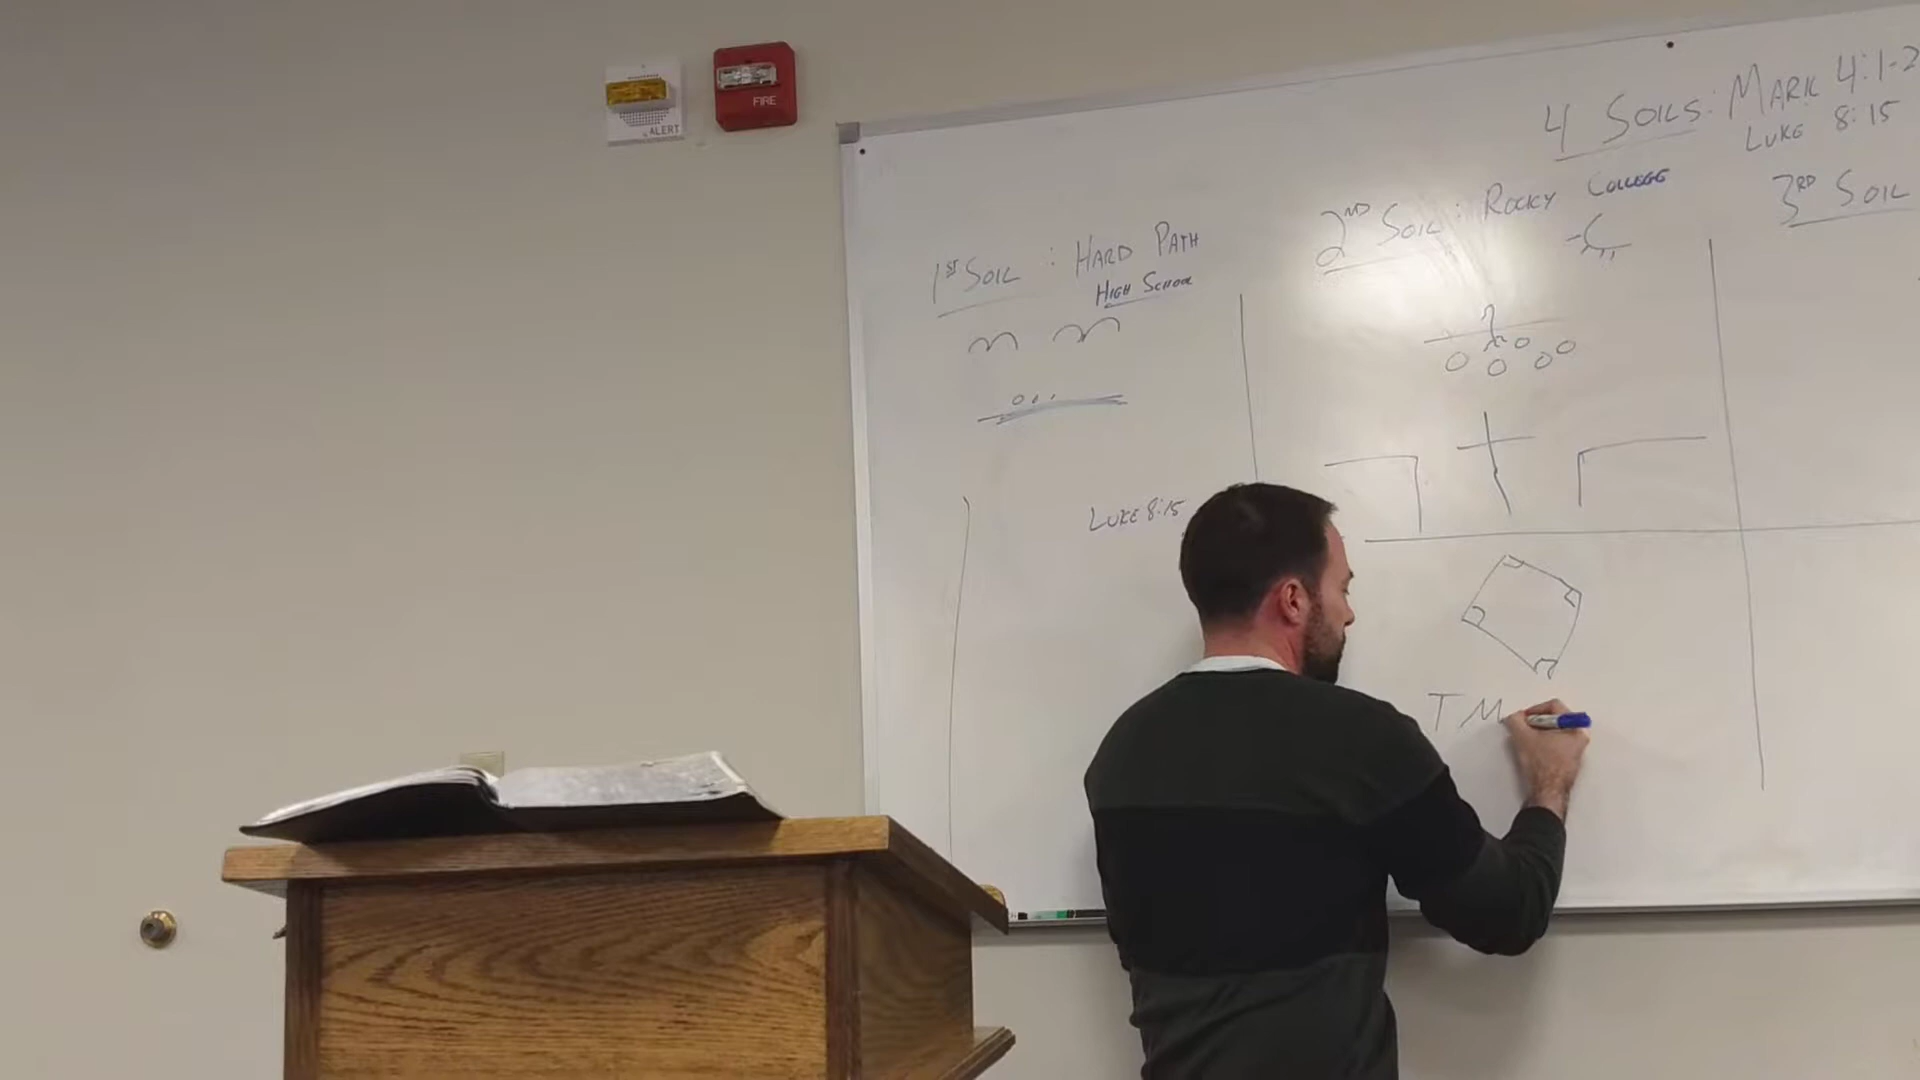 ALERT
FIRE
4 SOILS: MARK 4:1-2
LUKE 8:15
1ST SOIL : HARD PATH
HIGH SCHOOL
2ND SOIL : ROCKY COLLEGE
3RD SOIL
LUKE 8:15
TM